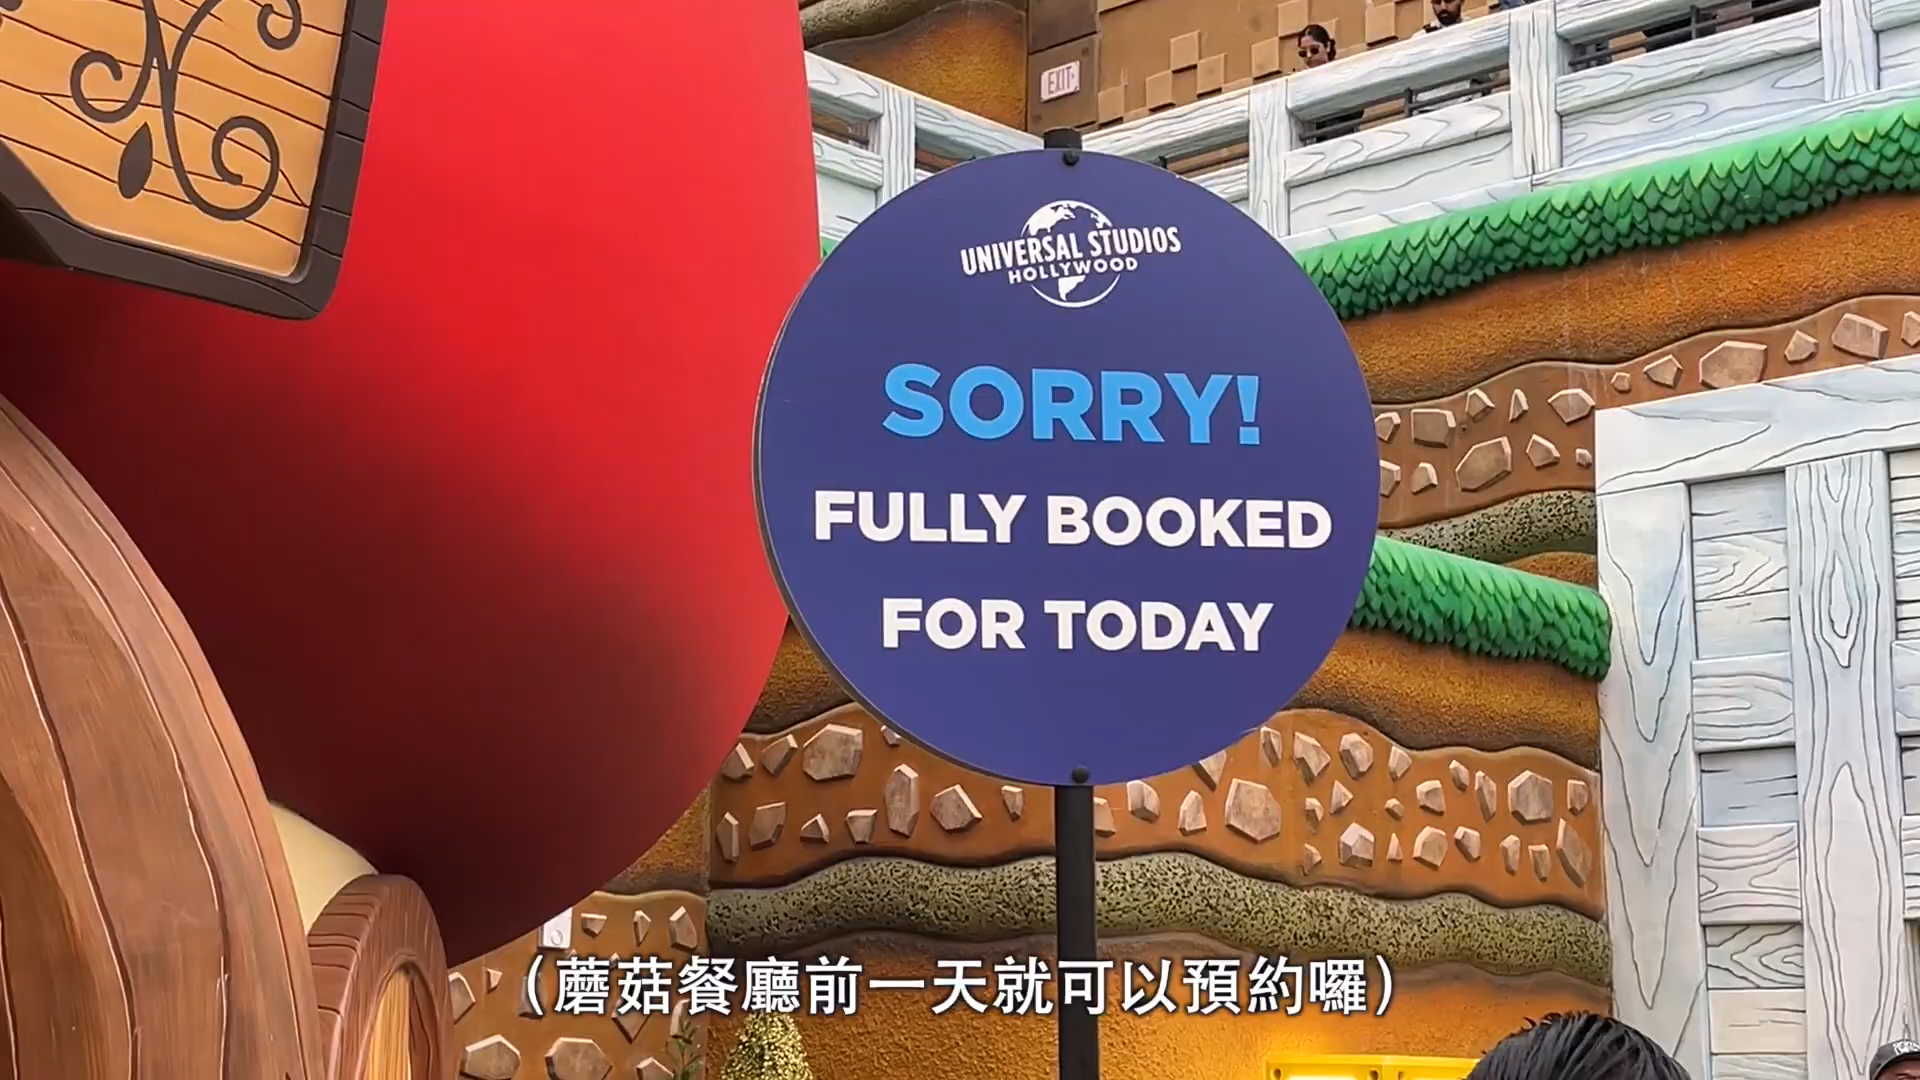 EXIT
UNIVERSAL STUDIOS
HOLLYWOOD
SORRY!
FULLY BOOKED
FOR TODAY
（蘑菇餐廳前一天就可以預約囉）